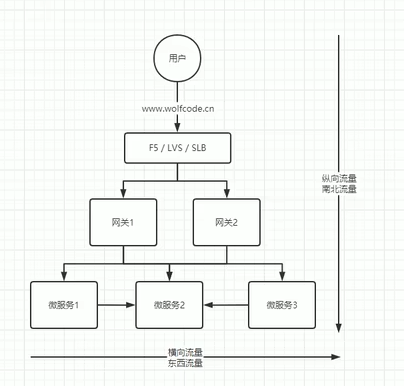 用户
www.wolfcode.cn
F5 / LVS / SLB
纵向流量
南北流量
网关1
网关2
微服务1
微服务2
微服务3
横向流量
东西流量